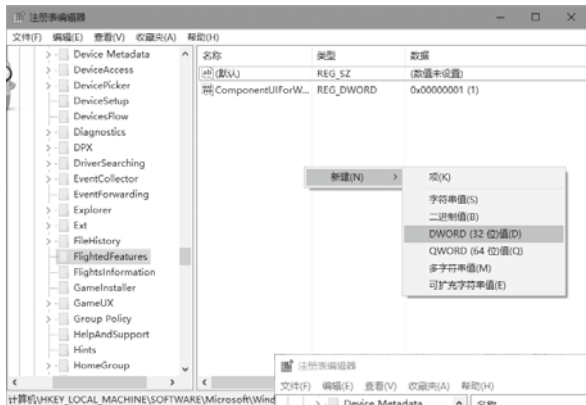 注册表编辑器
文件(F) 编辑(E) 查看(V) 收藏夹(A) 帮助(H)
Device Metadata
DeviceAccess
DevicePicker
DeviceSetup
DevicesFlow
Diagnostics
DPX
DriverSearching
EventCollector
EventForwarding
Explorer
Ext
FileHistory
FlightedFeatures
FlightsInformation
GameInstaller
GameUX
Group Policy
HelpAndSupport
Hints
HomeGroup
名称 类型 数据
(默认) REG_SZ (数值未设置)
ComponentUIForW... REG_DWORD 0x00000001 (1)
新建(N)
项(K)
字符串值(S)
二进制值(B)
DWORD (32 位)值(D)
QWORD (64 位)值(Q)
多字符串值(M)
可扩充字符串值(E)
计算机\HKEY_LOCAL_MACHINE\SOFTWARE\Microsoft\Wind
注册表编辑器
文件(F) 编辑(E) 查看(V) 收藏夹(A) 帮助(H)
Device Metadata
名称